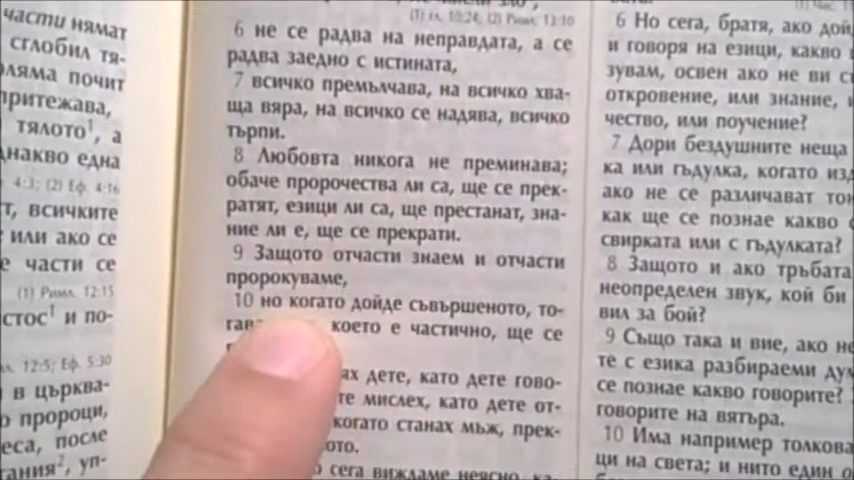 части нямат
сглобил тя-
почит
притежава,
тялото¹, а
еднакво една
4:3; (2) Еф. 4:16
всичките
или ако се
е части се
(1) Римл. 12:15
и по-
12:5; Еф. 5:30
в църква-
пророци,
после
уп-
(1) гл. 10:24, (2) Римл. 13:10
6 не се радва на неправдата, а се
радва заедно с истината,
7 всичко премълчава, на всичко хва-
ща вяра, на всичко се надява, всичко
търпи.
8 Любовта никога не преминава;
обаче пророчества ли са, ще се прек-
ратят, езици ли са, ще престанат, зна-
ние ли е, ще се прекрати.
9 Защото отчасти знаем и отчасти
пророкуваме,
10 но когато дойде съвършеното, то-
което е частично, ще се
дете, като дете гово-
мислех, като дете от-
когато станах мъж, прек-
сега виждаме неясно, ка-
6 Но сега, братя, ако дой
и говоря на езици, какво
зувам, освен ако не ви
откровение, или знание,
чество, или поучение?
7 Дори бездушните неща
ка или гъдулка, когато изд
ако не се различават тон
как ще се познае какво
свирката или с гъдулката?
8 Защото и ако тръбата
неопределен звук, кой би
вил за бой?
9 Също така и вие, ако не
те с езика разбираеми дум
се познае какво говорите?
говорите на вятъра.
10 Има например толкова
ци на света; и нито един